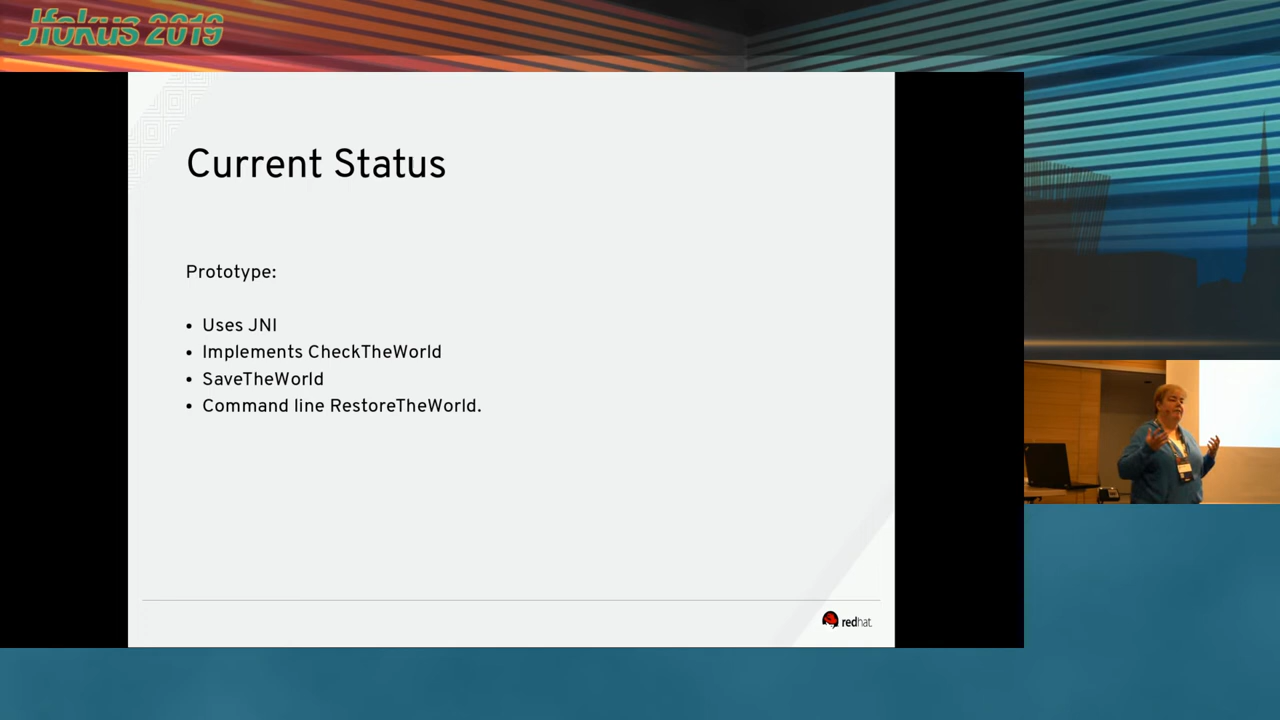 Jfokus 2019
Current Status
Prototype:
• Uses JNI
• Implements CheckTheWorld
• SaveTheWorld
• Command line RestoreTheWorld.
redhat.